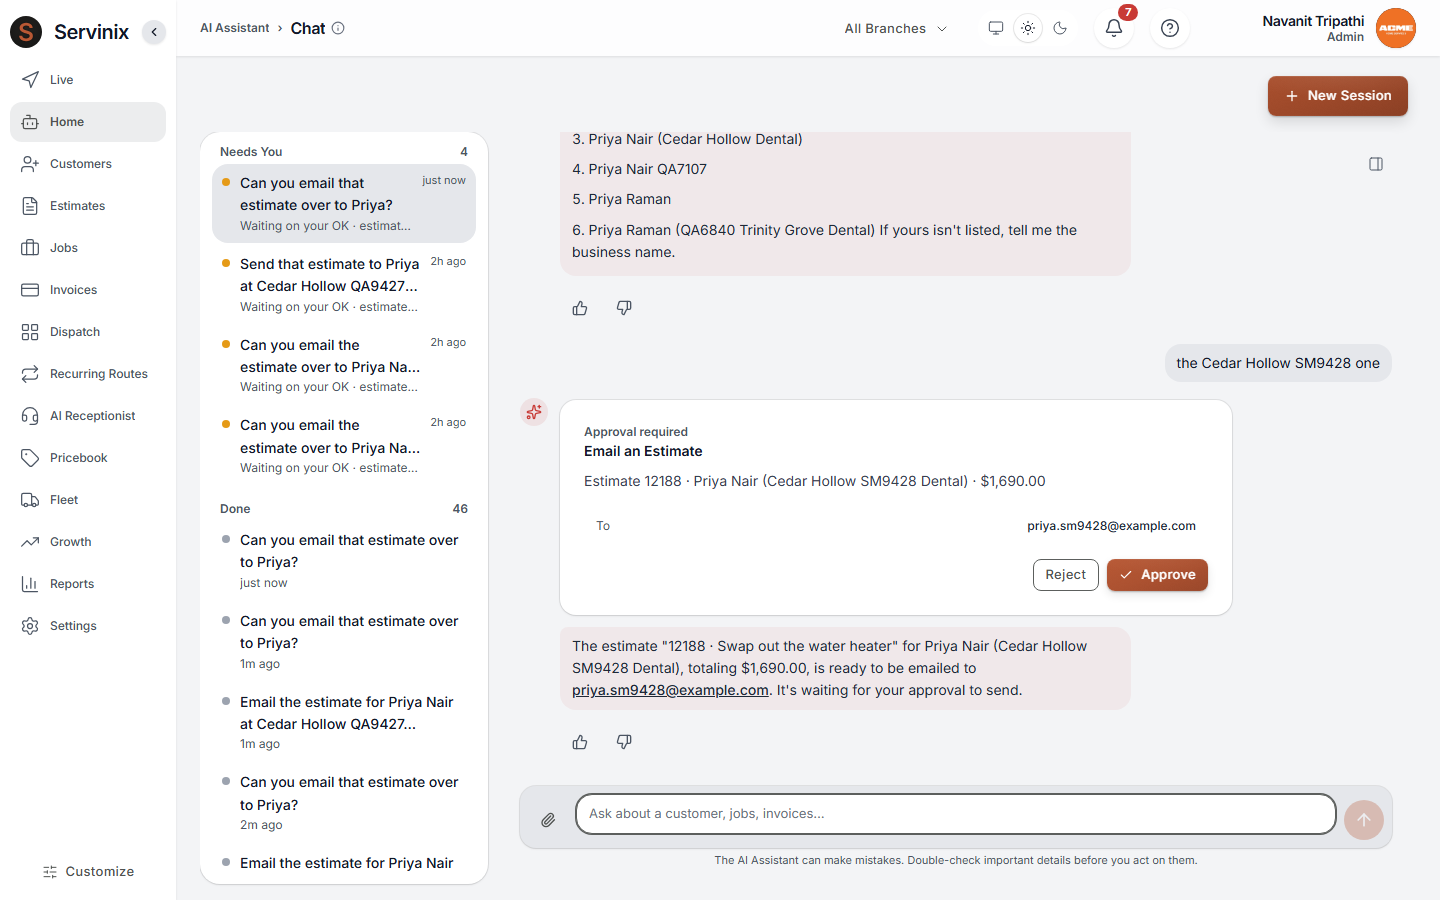 S
Servinix
Live
Home
Customers
Estimates
Jobs
Invoices
Dispatch
Recurring Routes
AI Receptionist
Pricebook
Fleet
Growth
Reports
Settings
Customize
AI Assistant › Chat
All Branches
7
Navanit Tripathi
Admin
ACME
New Session
Needs You 4
Can you email that
estimate over to Priya?
just now
Waiting on your OK · estimat...
Send that estimate to Priya
at Cedar Hollow QA9427...
2h ago
Waiting on your OK · estimate...
Can you email the
estimate over to Priya Na...
2h ago
Waiting on your OK · estimate...
Can you email the
estimate over to Priya Na...
2h ago
Waiting on your OK · estimate...
Done 46
Can you email that estimate over
to Priya?
just now
Can you email that estimate over
to Priya?
1m ago
Email the estimate for Priya Nair
at Cedar Hollow QA9427...
1m ago
Can you email that estimate over
to Priya?
2m ago
Email the estimate for Priya Nair
3. Priya Nair (Cedar Hollow Dental)
4. Priya Nair QA7107
5. Priya Raman
6. Priya Raman (QA6840 Trinity Grove Dental) If yours isn't listed, tell me the
business name.
the Cedar Hollow SM9428 one
Approval required
Email an Estimate
Estimate 12188 · Priya Nair (Cedar Hollow SM9428 Dental) · $1,690.00
To priya.sm9428@example.com
Reject
Approve
The estimate "12188 · Swap out the water heater" for Priya Nair (Cedar Hollow
SM9428 Dental), totaling $1,690.00, is ready to be emailed to
priya.sm9428@example.com. It's waiting for your approval to send.
Ask about a customer, jobs, invoices...
The AI Assistant can make mistakes. Double-check important details before you act on them.